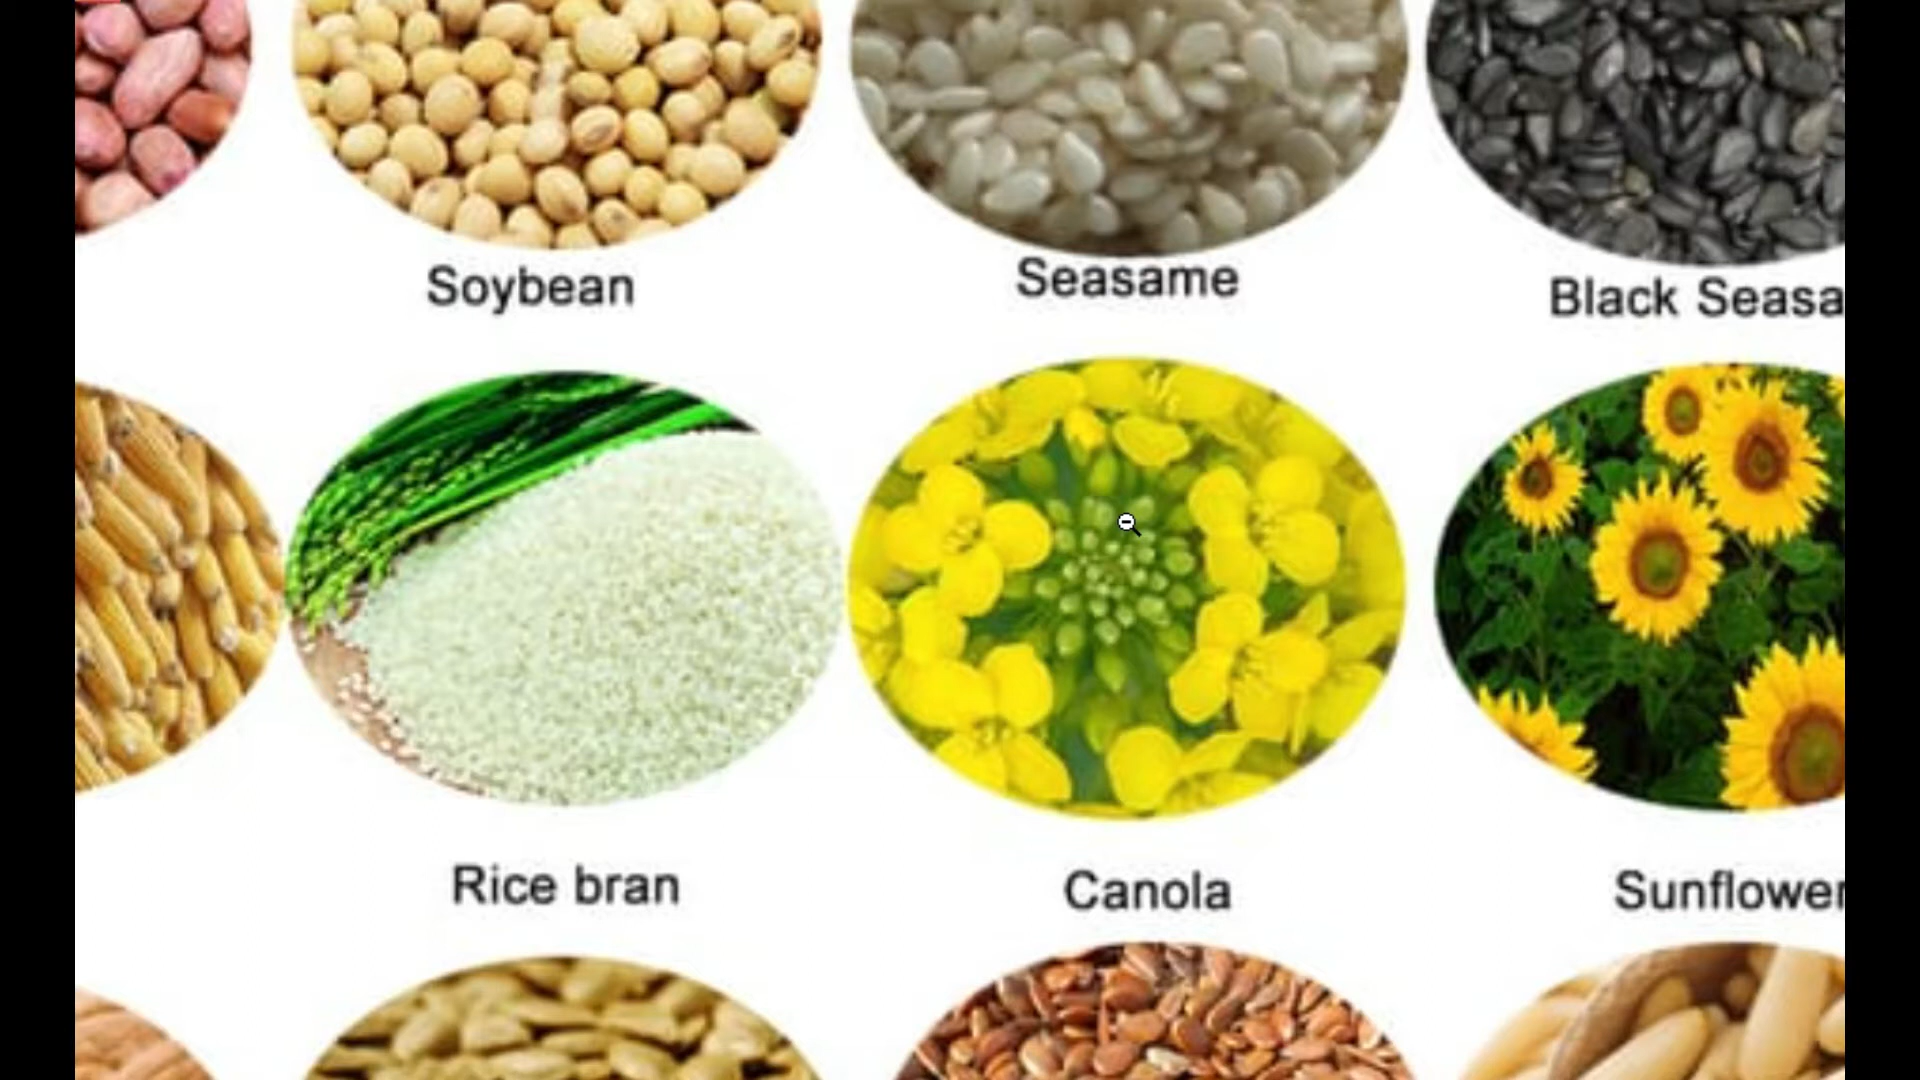 Soybean
Seasame
Black Seasa
Rice bran
Canola
Sunflower